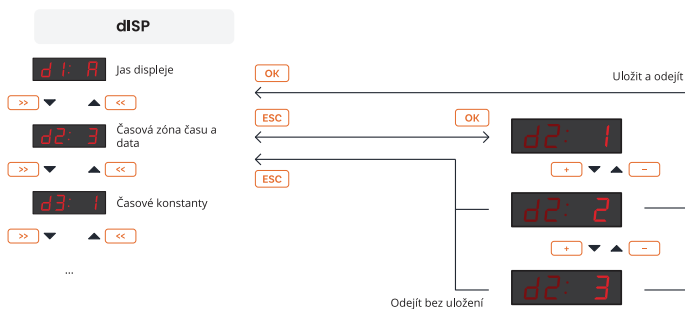 dISP
d1: A
Jas displeje
OK
Uložit a odejít
>>
<<
ESC
OK
d2: 3
Časová zóna času a
data
d2: 1
>>
<<
ESC
+
−
d3: 1
Časové konstanty
d2: 2
>>
<<
+
−
...
d2: 3
Odejít bez uložení